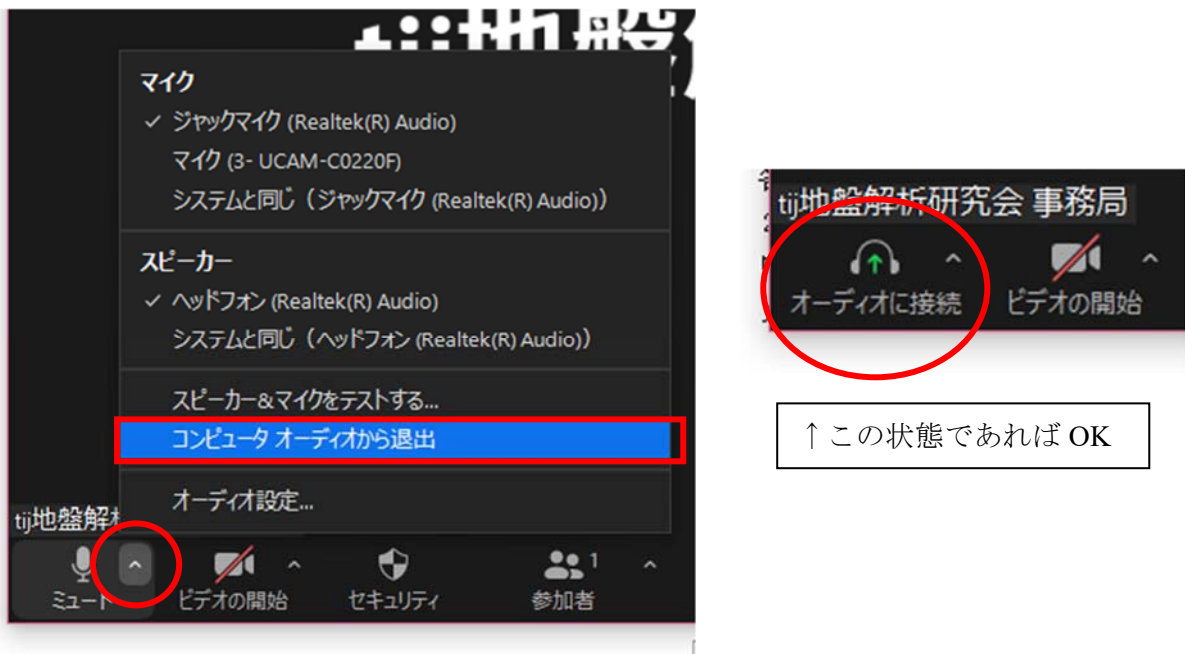 tij地盤
マイク
ジャックマイク (Realtek(R) Audio)
マイク (3- UCAM-C0220F)
システムと同じ（ジャックマイク (Realtek(R) Audio)）
スピーカー
ヘッドフォン (Realtek(R) Audio)
システムと同じ（ヘッドフォン (Realtek(R) Audio)）
スピーカー&マイクをテストする...
コンピュータ オーディオから退出
オーディオ設定...
tij地盤解
ミュート
ビデオの開始
セキュリティ
1
参加者
tij地盤解析研究会 事務局
オーディオに接続
ビデオの開始
↑この状態であれば OK